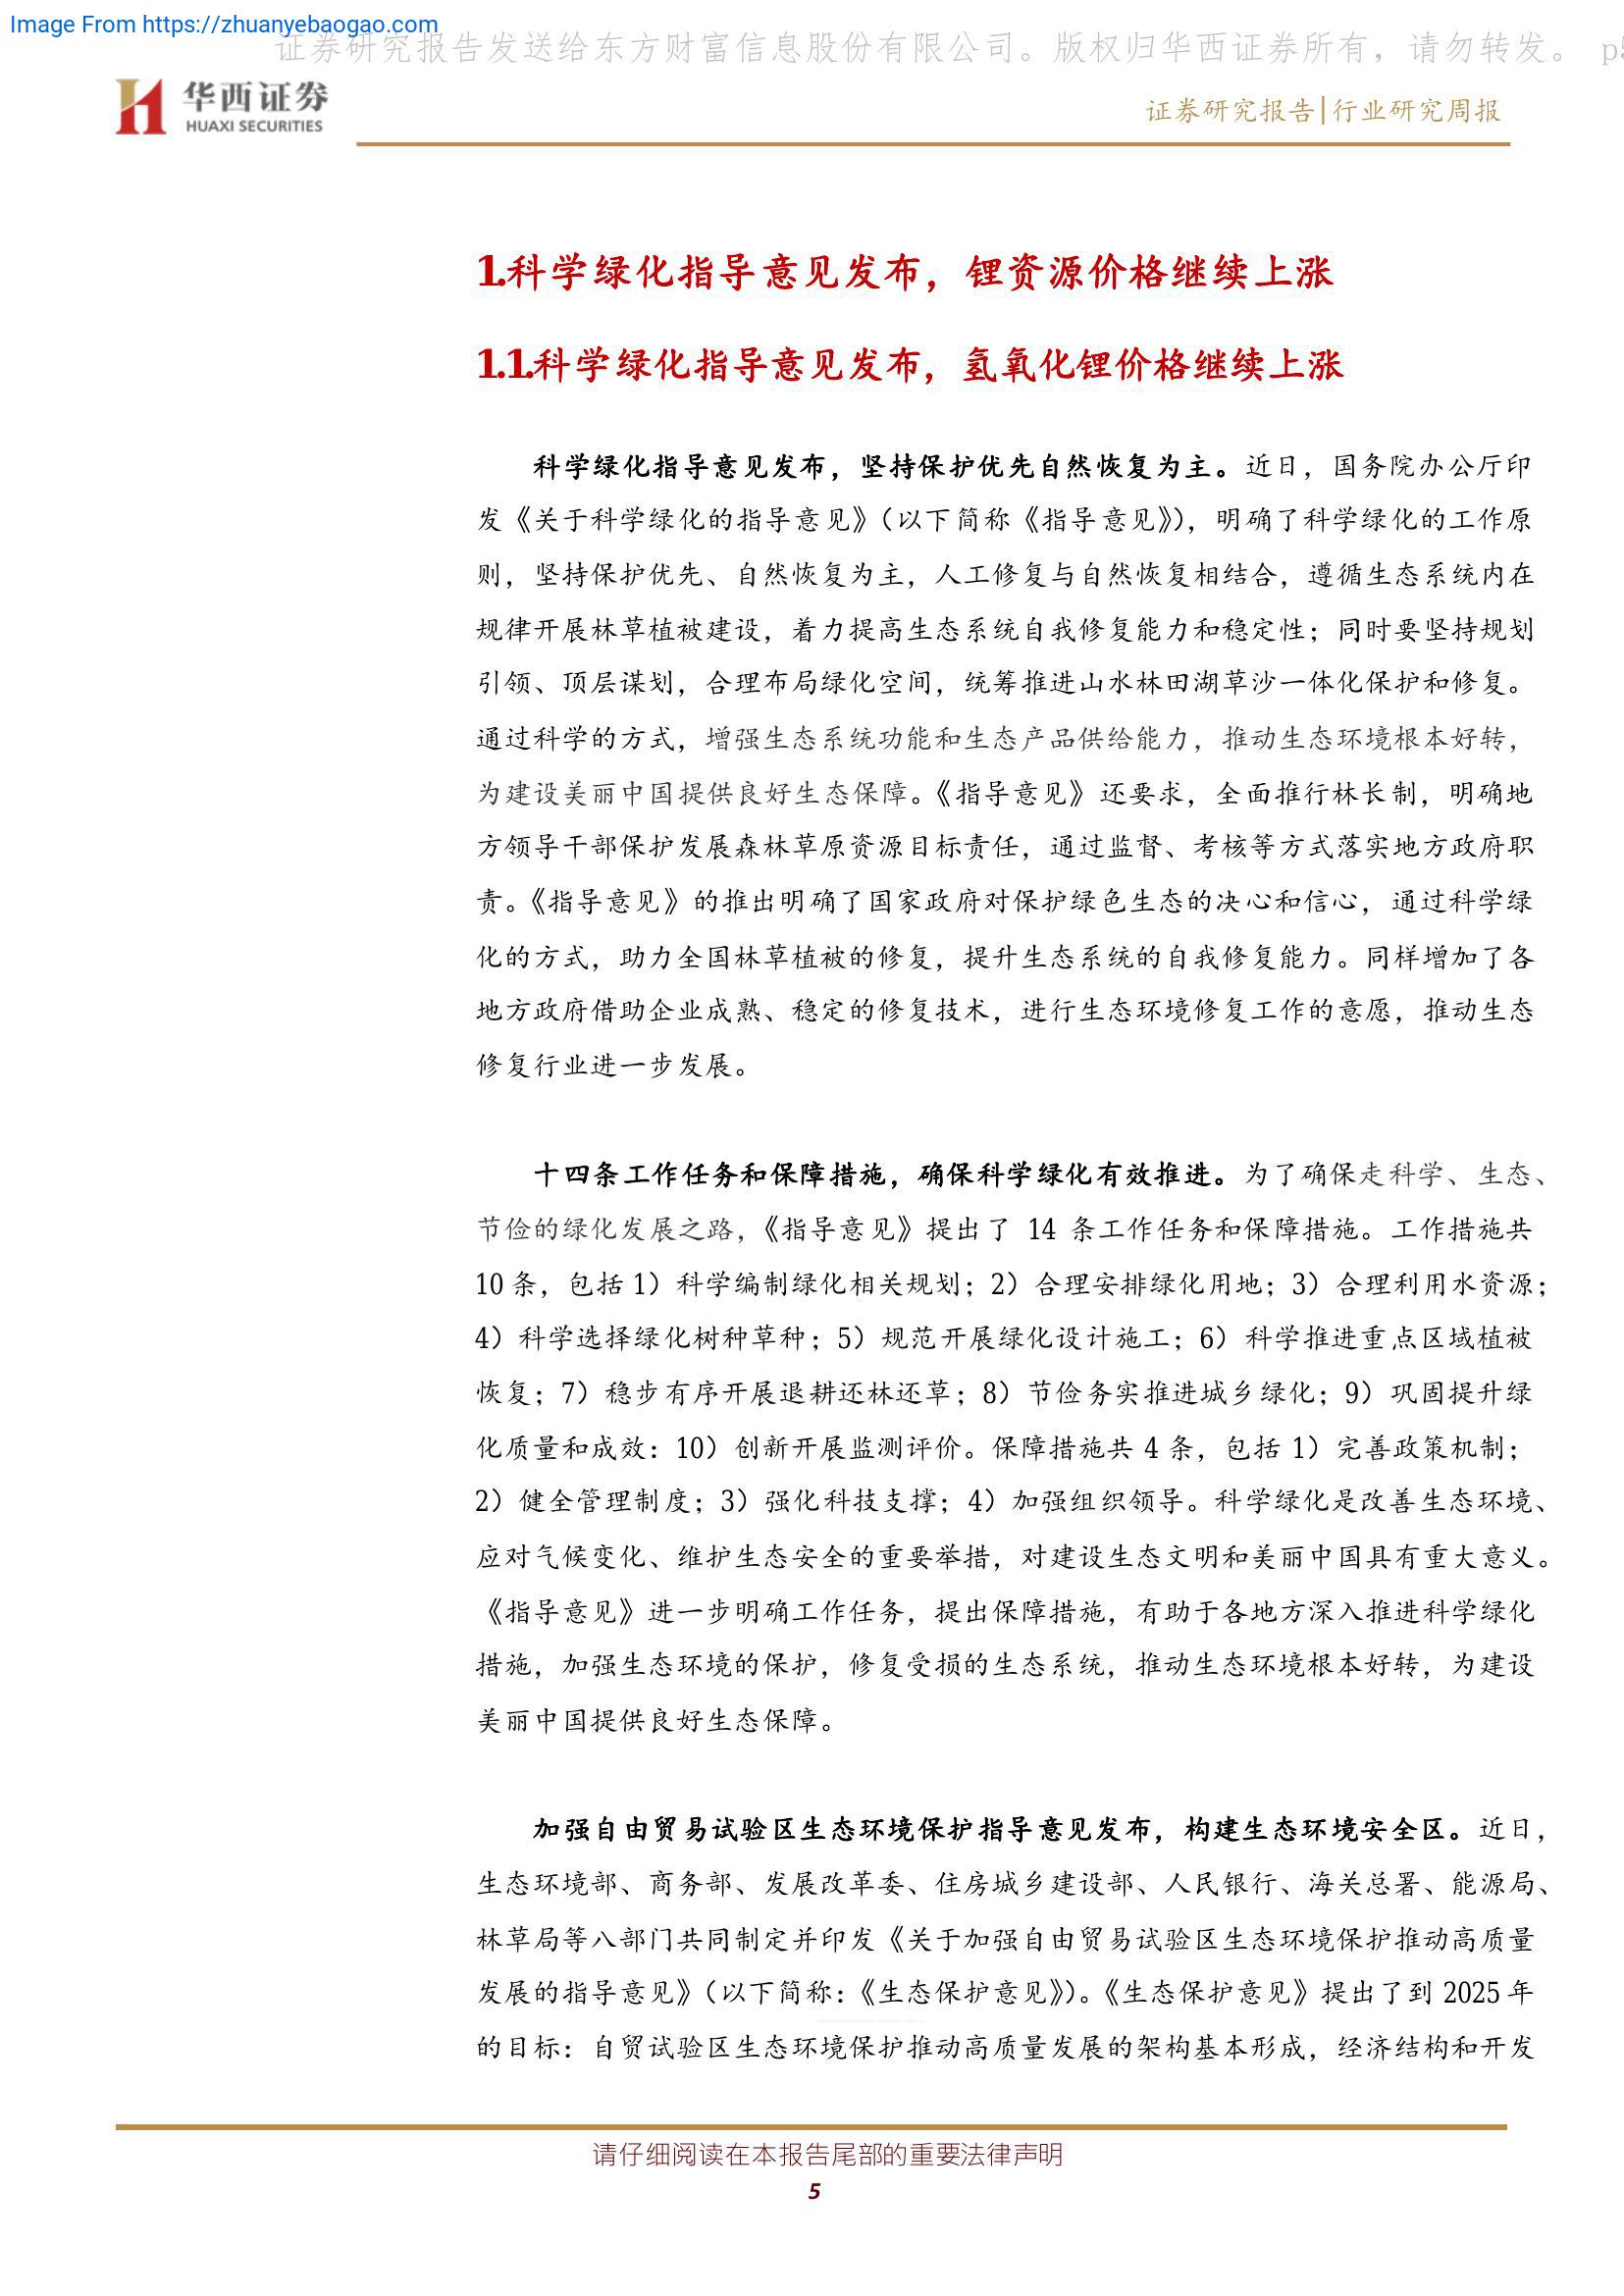 Image From https://zhuanyebaogao.com
证券研究报告发送给东方财富信息股份有限公司。版权归华西证券所有，请勿转发。 p5
华西证券
HUAXI SECURITIES
证券研究报告|行业研究周报
1.科学绿化指导意见发布，锂资源价格继续上涨
1.1.科学绿化指导意见发布，氢氧化锂价格继续上涨
科学绿化指导意见发布，坚持保护优先自然恢复为主。近日，国务院办公厅印
发《关于科学绿化的指导意见》（以下简称《指导意见》），明确了科学绿化的工作原
则，坚持保护优先、自然恢复为主，人工修复与自然恢复相结合，遵循生态系统内在
规律开展林草植被建设，着力提高生态系统自我修复能力和稳定性；同时要坚持规划
引领、顶层谋划，合理布局绿化空间，统筹推进山水林田湖草沙一体化保护和修复。
通过科学的方式，增强生态系统功能和生态产品供给能力，推动生态环境根本好转，
为建设美丽中国提供良好生态保障。《指导意见》还要求，全面推行林长制，明确地
方领导干部保护发展森林草原资源目标责任，通过监督、考核等方式落实地方政府职
责。《指导意见》的推出明确了国家政府对保护绿色生态的决心和信心，通过科学绿
化的方式，助力全国林草植被的修复，提升生态系统的自我修复能力。同样增加了各
地方政府借助企业成熟、稳定的修复技术，进行生态环境修复工作的意愿，推动生态
修复行业进一步发展。
十四条工作任务和保障措施，确保科学绿化有效推进。为了确保走科学、生态、
节俭的绿化发展之路，《指导意见》提出了 14 条工作任务和保障措施。工作措施共
10 条，包括 1）科学编制绿化相关规划；2）合理安排绿化用地；3）合理利用水资源；
4）科学选择绿化树种草种；5）规范开展绿化设计施工；6）科学推进重点区域植被
恢复；7）稳步有序开展退耕还林还草；8）节俭务实推进城乡绿化；9）巩固提升绿
化质量和成效：10）创新开展监测评价。保障措施共 4 条，包括 1）完善政策机制；
2）健全管理制度；3）强化科技支撑；4）加强组织领导。科学绿化是改善生态环境、
应对气候变化、维护生态安全的重要举措，对建设生态文明和美丽中国具有重大意义。
《指导意见》进一步明确工作任务，提出保障措施，有助于各地方深入推进科学绿化
措施，加强生态环境的保护，修复受损的生态系统，推动生态环境根本好转，为建设
美丽中国提供良好生态保障。
加强自由贸易试验区生态环境保护指导意见发布，构建生态环境安全区。近日，
生态环境部、商务部、发展改革委、住房城乡建设部、人民银行、海关总署、能源局、
林草局等八部门共同制定并印发《关于加强自由贸易试验区生态环境保护推动高质量
发展的指导意见》（以下简称：《生态保护意见》）。《生态保护意见》提出了到 2025 年
的目标：自贸试验区生态环境保护推动高质量发展的架构基本形成，经济结构和开发
请仔细阅读在本报告尾部的重要法律声明
5